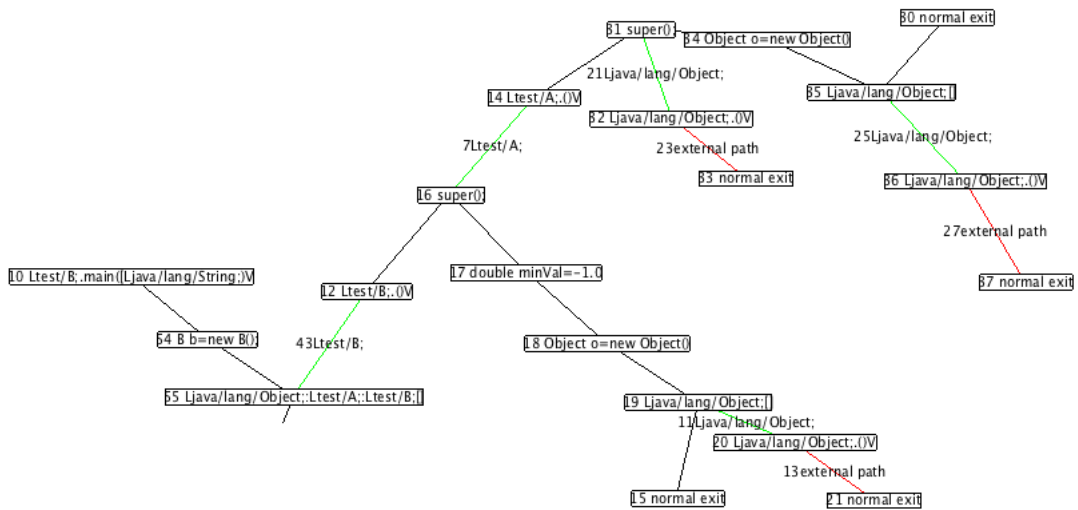 30 normal exit
31 super();
34 Object o=new Object()
21Ljava/lang/Object;
14 Ltest/A;.()V
35 Ljava/lang/Object;[]
32 Ljava/lang/Object;.()V
25Ljava/lang/Object;
7Ltest/A;
23external path
33 normal exit
36 Ljava/lang/Object;.()V
16 super();
27external path
10 Ltest/B;.main([Ljava/lang/String;)V
17 double minVal=-1.0
37 normal exit
12 Ltest/B;.()V
54 B b=new B();
43Ltest/B;
18 Object o=new Object()
55 Ljava/lang/Object;:Ltest/A;:Ltest/B;[]
19 Ljava/lang/Object;[]
11Ljava/lang/Object;
20 Ljava/lang/Object;.()V
13external path
15 normal exit
21 normal exit